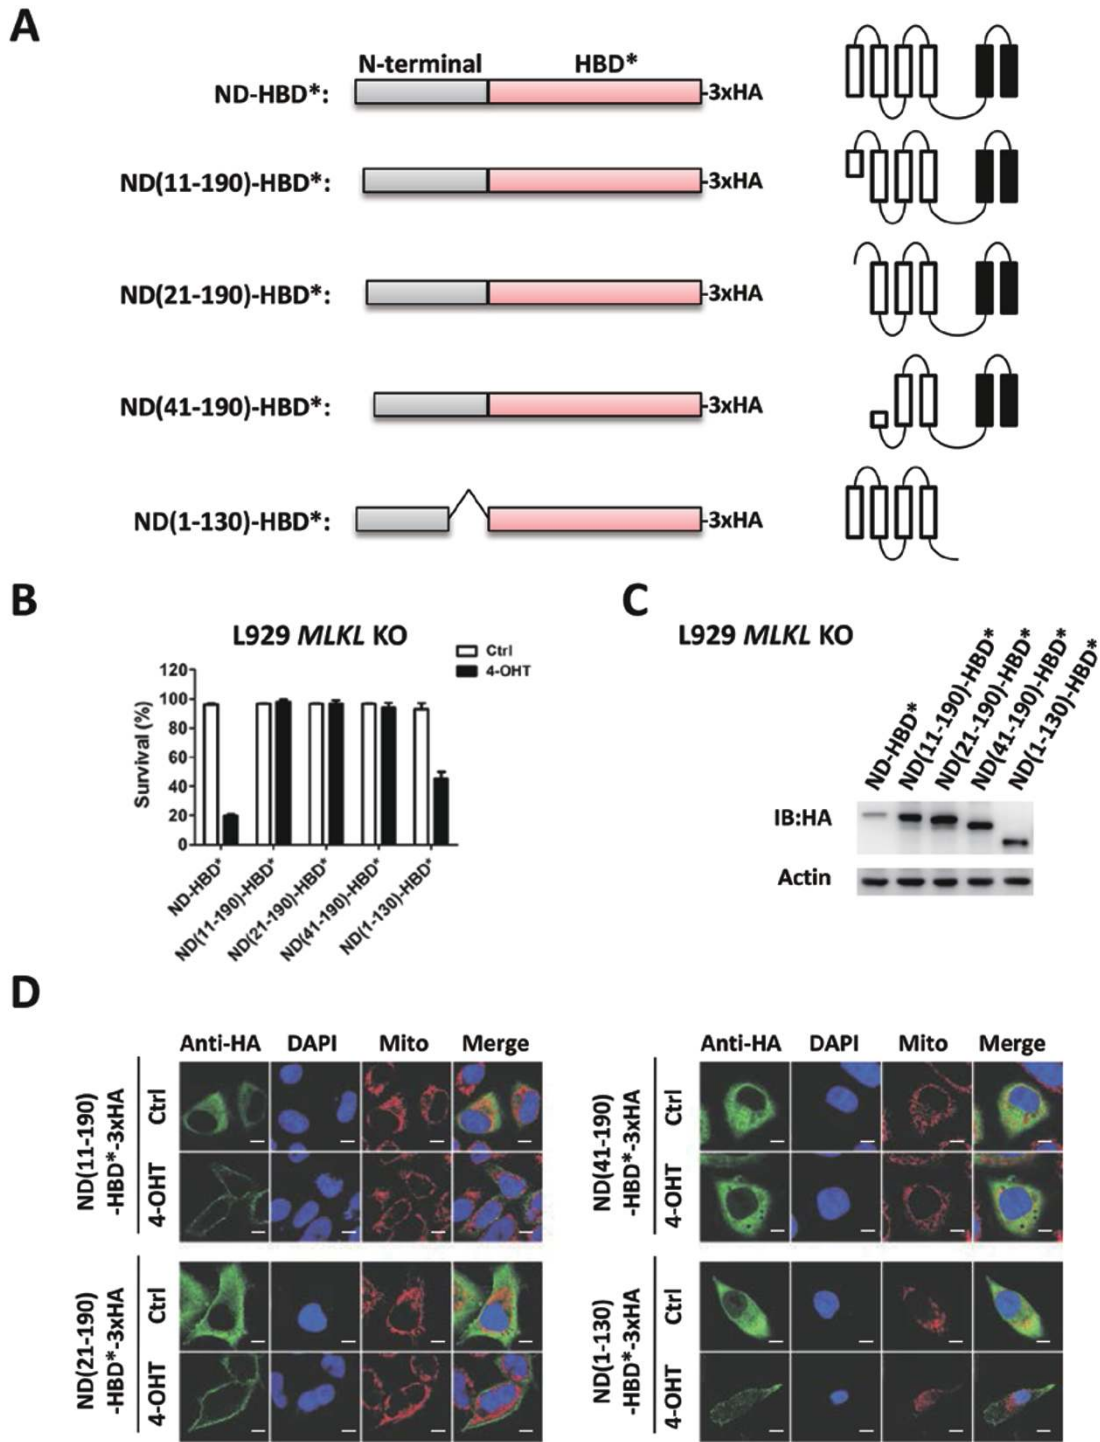 A
N-terminal HBD*
ND-HBD*: -3xHA
ND(11-190)-HBD*: -3xHA
ND(21-190)-HBD*: -3xHA
ND(41-190)-HBD*: -3xHA
ND(1-130)-HBD*: -3xHA
B
L929 MLKL KO
Ctrl
4-OHT
Survival (%)
120
100
80
60
40
20
0
ND-HBD*
ND(11-190)-HBD*
ND(21-190)-HBD*
ND(41-190)-HBD*
ND(1-130)-HBD*
C
L929 MLKL KO
ND-HBD*
ND(11-190)-HBD*
ND(21-190)-HBD*
ND(41-190)-HBD*
ND(1-130)-HBD*
IB:HA
Actin
D
Anti-HA DAPI Mito Merge
ND(11-190)
-HBD*-3xHA
Ctrl
4-OHT
ND(21-190)
-HBD*-3xHA
Ctrl
4-OHT
Anti-HA DAPI Mito Merge
ND(41-190)
-HBD*-3xHA
Ctrl
4-OHT
ND(1-130)
-HBD*-3xHA
Ctrl
4-OHT